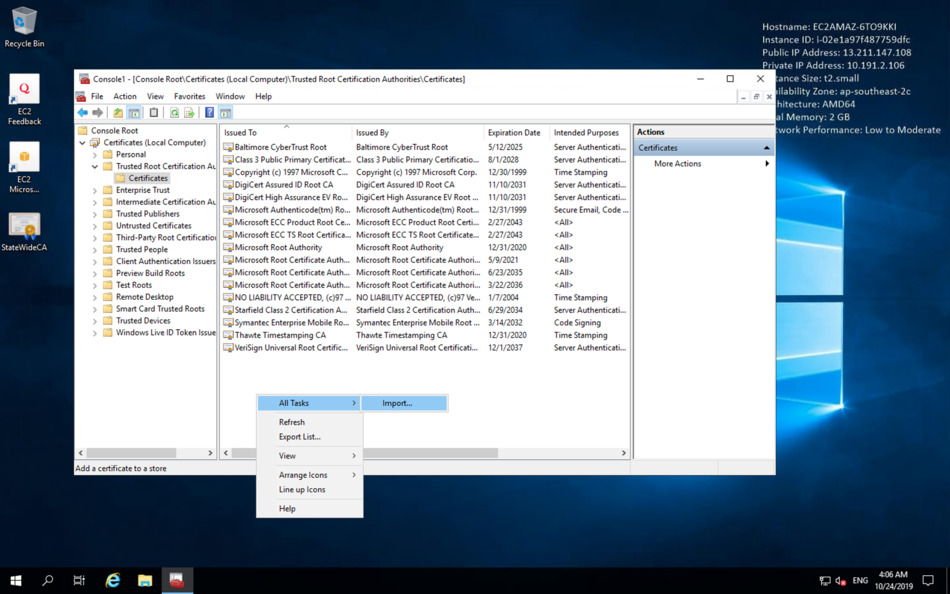 Hostname: EC2AMAZ-6TO9KKI
Instance ID: i-02e1a97f487759dfc
Public IP Address: 13.211.147.108
Private IP Address: 10.191.2.106
tance Size: t2.small
ailability Zone: ap-southeast-2c
chitecture: AMD64
al Memory: 2 GB
twork Performance: Low to Moderate
Recycle Bin
EC2 Feedback
EC2 Micros...
StateWideCA
Console1 - [Console Root\Certificates (Local Computer)\Trusted Root Certification Authorities\Certificates]
File Action View Favorites Window Help
Console Root
Certificates (Local Computer)
Personal
Trusted Root Certification Au
Certificates
Enterprise Trust
Intermediate Certification Au
Trusted Publishers
Untrusted Certificates
Third-Party Root Certification
Trusted People
Client Authentication Issuers
Preview Build Roots
Test Roots
Remote Desktop
Smart Card Trusted Roots
Trusted Devices
Windows Live ID Token Issue
Issued To Issued By Expiration Date Intended Purposes
Baltimore CyberTrust Root Baltimore CyberTrust Root 5/12/2025 Server Authenticati...
Class 3 Public Primary Certificat... Class 3 Public Primary Certificatio... 8/1/2028 Server Authenticati...
Copyright (c) 1997 Microsoft C... Copyright (c) 1997 Microsoft Corp. 12/30/1999 Time Stamping
DigiCert Assured ID Root CA DigiCert Assured ID Root CA 11/10/2031 Server Authenticati...
DigiCert High Assurance EV Ro... DigiCert High Assurance EV Root ... 11/10/2031 Server Authenticati...
Microsoft Authenticode(tm) Ro... Microsoft Authenticode(tm) Root... 12/31/1999 Secure Email, Code ...
Microsoft ECC Product Root Ce... Microsoft ECC Product Root Certi... 2/27/2043 <All>
Microsoft ECC TS Root Certifica... Microsoft ECC TS Root Certificate ... 2/27/2043 <All>
Microsoft Root Authority Microsoft Root Authority 12/31/2020 <All>
Microsoft Root Certificate Auth... Microsoft Root Certificate Authori... 5/9/2021 <All>
Microsoft Root Certificate Auth... Microsoft Root Certificate Authori... 6/23/2035 <All>
Microsoft Root Certificate Auth... Microsoft Root Certificate Authori... 3/22/2036 <All>
NO LIABILITY ACCEPTED, (c)97 ... NO LIABILITY ACCEPTED, (c)97 Ve... 1/7/2004 Time Stamping
Starfield Class 2 Certification A... Starfield Class 2 Certification Auth... 6/29/2034 Server Authenticati...
Symantec Enterprise Mobile Ro... Symantec Enterprise Mobile Root ... 3/14/2032 Code Signing
Thawte Timestamping CA Thawte Timestamping CA 12/31/2020 Time Stamping
VeriSign Universal Root Certific... VeriSign Universal Root Certificati... 12/1/2037 Server Authenticati...
Actions
Certificates
More Actions
All Tasks Import...
Refresh
Export List...
View
Arrange Icons
Line up Icons
Help
Add a certificate to a store
ENG
4:06 AM
10/24/2019